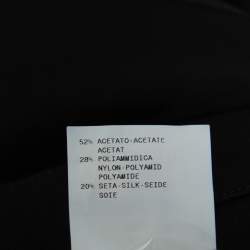 52% ACETATO-ACETATE
ACETAT
28% POLIAMMIDICA
NYLON-POLYAMID
POLYAMIDE
20% SETA-SILK-SEIDE
SOIE